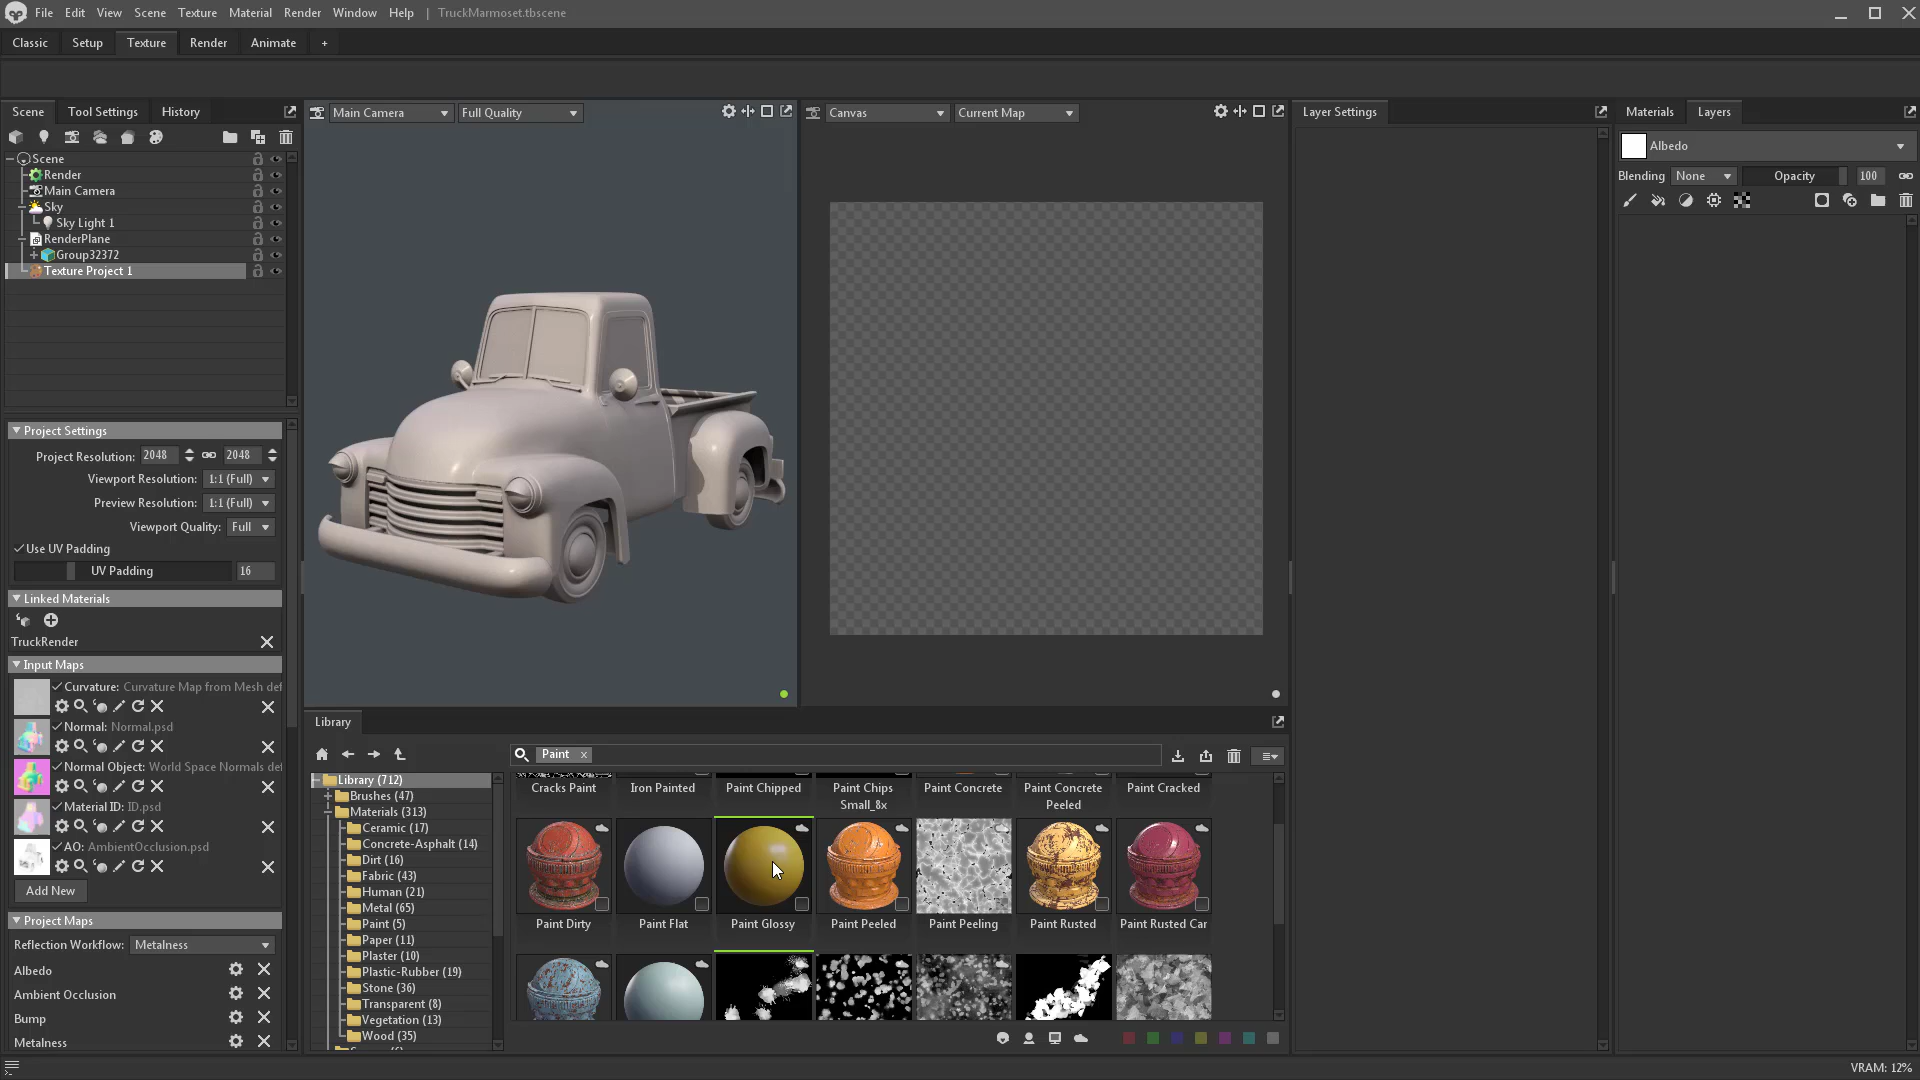 File Edit View Scene Texture Material Render Window Help | TruckMarmoset.tbscene
Classic Setup Texture Render Animate +
Scene Tool Settings History
Main Camera Full Quality
Canvas Current Map
Layer Settings
Materials Layers
Scene
Render
Main Camera
Sky
Sky Light 1
RenderPlane
Group32372
Texture Project 1
Albedo
Blending None Opacity 100
Project Settings
Project Resolution: 2048 2048
Viewport Resolution: 1:1 (Full)
Preview Resolution: 1:1 (Full)
Viewport Quality: Full
Use UV Padding
UV Padding 16
Linked Materials
TruckRender
Input Maps
Curvature: Curvature Map from Mesh def
Normal: Normal.psd
Normal Object: World Space Normals def
Material ID: ID.psd
AO: AmbientOcclusion.psd
Add New
Project Maps
Reflection Workflow: Metalness
Albedo
Ambient Occlusion
Bump
Metalness
Library
Paint
Library (712)
Brushes (47)
Materials (313)
Ceramic (17)
Concrete-Asphalt (14)
Dirt (16)
Fabric (43)
Human (21)
Metal (65)
Paint (5)
Paper (11)
Plaster (10)
Plastic-Rubber (19)
Stone (36)
Transparent (8)
Vegetation (13)
Wood (35)
Cracks Paint
Iron Painted
Paint Chipped
Paint Chips
Small_8x
Paint Concrete
Paint Concrete
Peeled
Paint Cracked
Paint Dirty
Paint Flat
Paint Glossy
Paint Peeled
Paint Peeling
Paint Rusted
Paint Rusted Car
VRAM: 12%